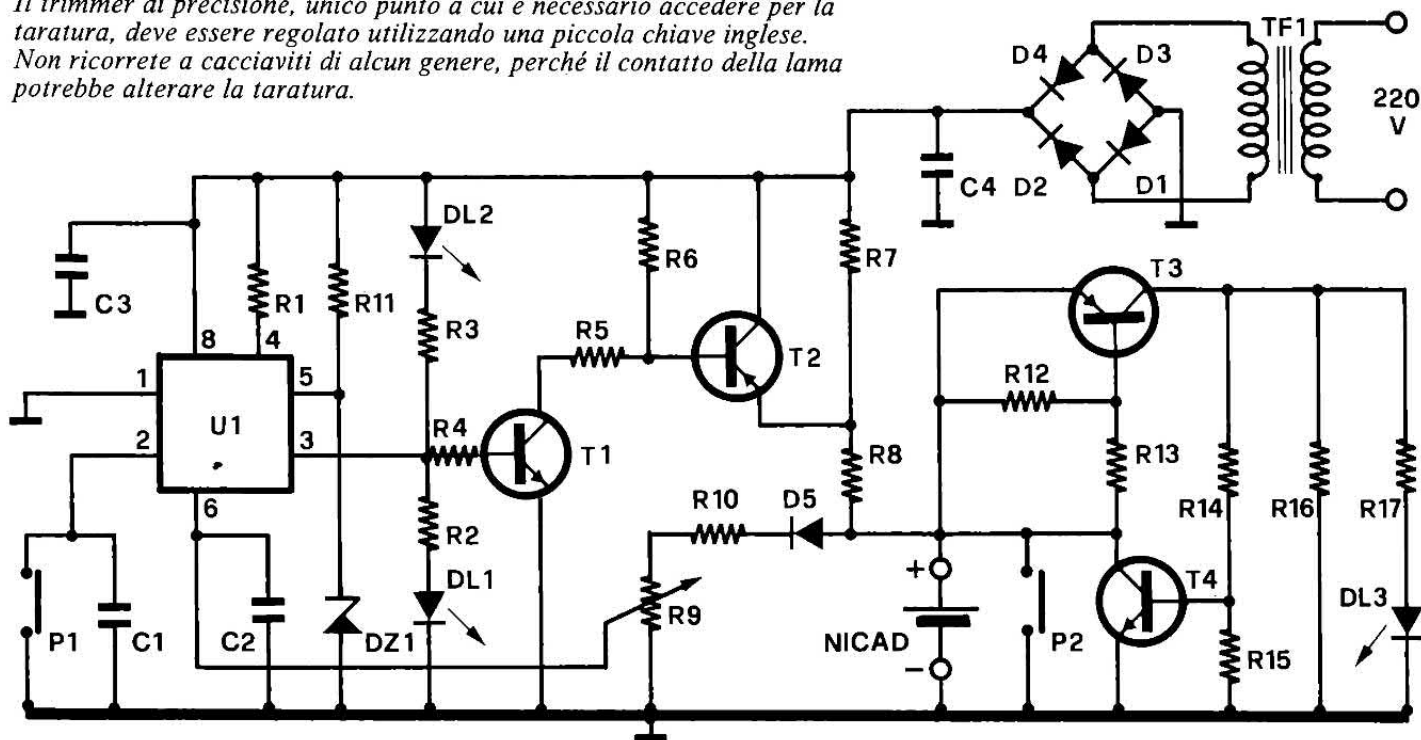 Il trimmer di precisione, unico punto a cui è necessario accedere per la
taratura, deve essere regolato utilizzando una piccola chiave inglese.
Non ricorrete a cacciaviti di alcun genere, perché il contatto della lama
potrebbe alterare la taratura.
TF1
D4 D3
220
V
C4 D2 D1
DL2
R6 R7
T3
C3 R1 R11
R3 R5
8 4
T2
1 5
R12
U1
R4
2 3
T1
R8
R13
6
R10 D5
R14 R16 R17
R2
DL1
+
T4
R9
DL3
P1 C1 C2 DZ1
NICAD
P2
R15
−